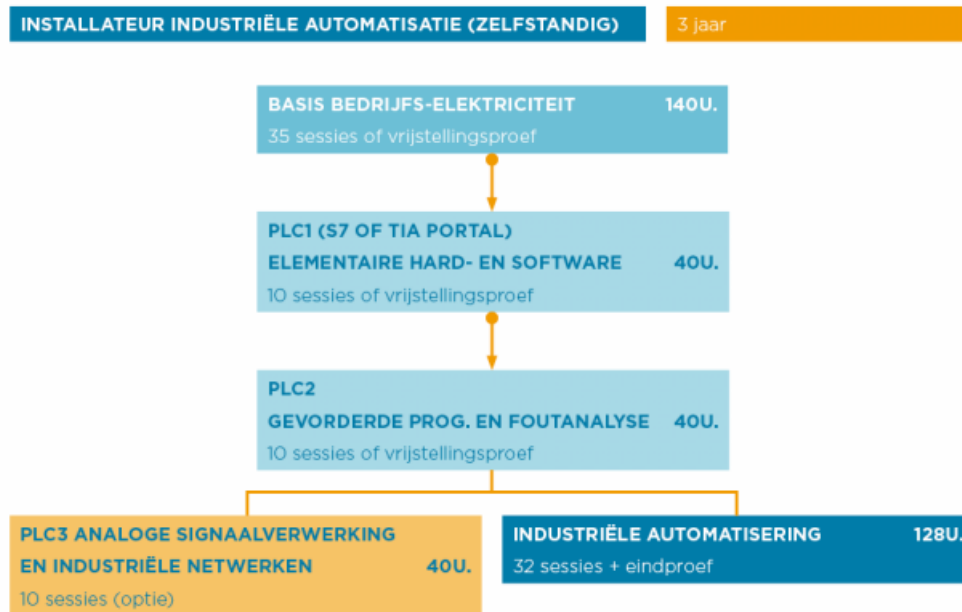 INSTALLATEUR INDUSTRIËLE AUTOMATISATIE (ZELFSTANDIG) 3 jaar
BASIS BEDRIJFS-ELEKTRICITEIT 140U.
35 sessies of vrijstellingsproef
PLC1 (S7 OF TIA PORTAL)
ELEMENTAIRE HARD- EN SOFTWARE 40U.
10 sessies of vrijstellingsproef
PLC2
GEVORDERDE PROG. EN FOUTANALYSE 40U.
10 sessies of vrijstellingsproef
PLC3 ANALOGE SIGNAALVERWERKING
EN INDUSTRIËLE NETWERKEN 40U.
10 sessies (optie)
INDUSTRIËLE AUTOMATISERING 128U.
32 sessies + eindproef